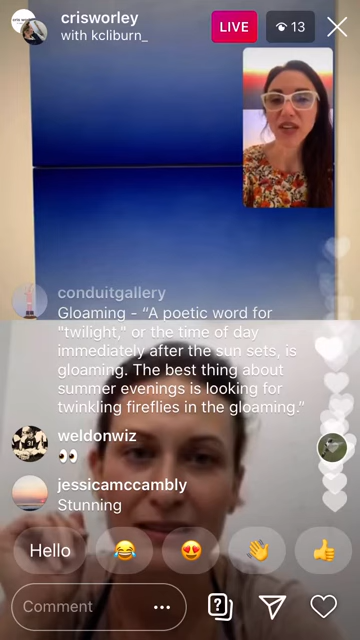 crisworley
with kcliburn_
LIVE
13
conduitgallery
Gloaming - “A poetic word for
"twilight," or the time of day
immediately after the sun sets, is
gloaming. The best thing about
summer evenings is looking for
twinkling fireflies in the gloaming.”
weldonwiz
👀
jessicamccambly
Stunning
Hello 😂 😍 👋 👍
Comment